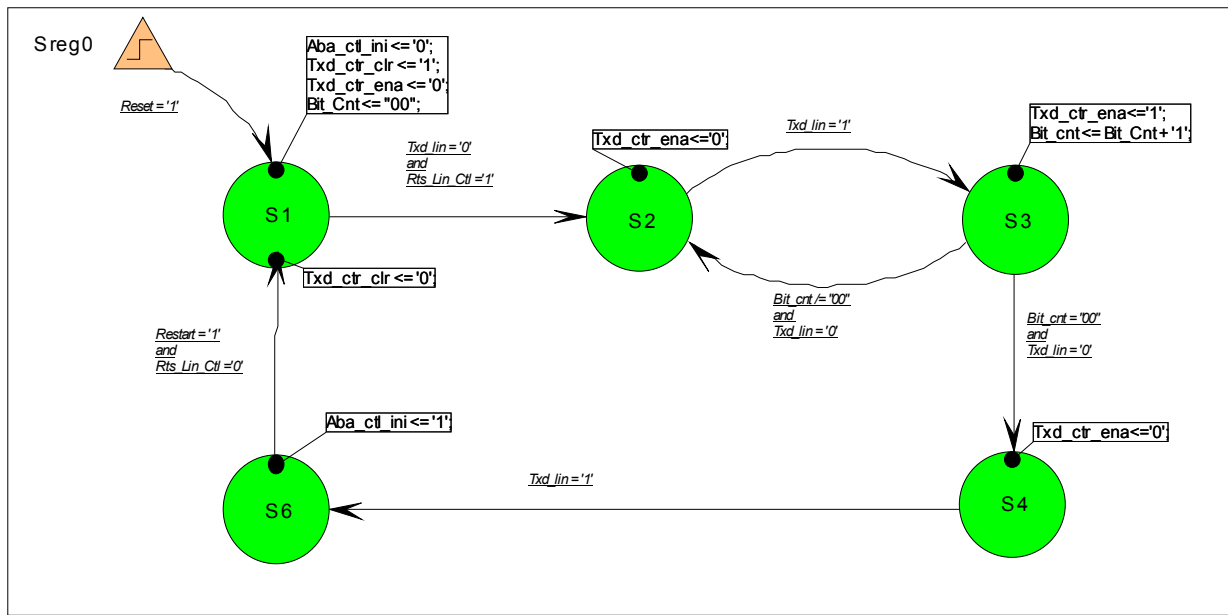 Sreg0
Reset = '1'
Aba_ctl_ini <= '0';
Txd_ctr_clr <= '1';
Txd_ctr_ena <= '0';
Bit_Cnt <= "00";
S1
Txd_ctr_clr <= '0';
Txd_lin = '0'
and
Rts_Lin_Ctl ='1'
Txd_ctr_ena<='0';
S2
Txd_lin = '1'
Txd_ctr_ena<='1';
Bit_cnt<= Bit_Cnt + '1';
S3
Bit_cnt /= "00"
and
Txd_lin = '0'
Bit_cnt = "00"
and
Txd_lin = '0'
Restart = '1'
and
Rts_Lin_Ctl ='0'
Aba_ctl_ini <= '1';
S6
Txd_lin = '1'
Txd_ctr_ena<='0';
S4